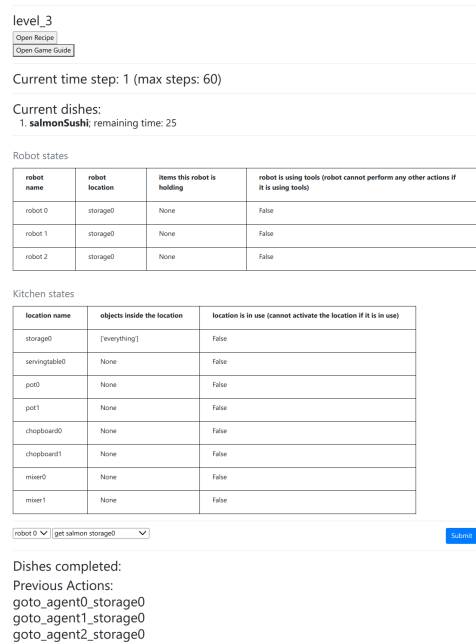 level_3
Open Recipe
Open Game Guide
Current time step: 1 (max steps: 60)
Current dishes:
1. salmonSushi; remaining time: 25
Robot states
robot name | robot location | items this robot is holding | robot is using tools (robot cannot perform any other actions if it is using tools)
robot 0 | storage0 | None | False
robot 1 | storage0 | None | False
robot 2 | storage0 | None | False
Kitchen states
location name | objects inside the location | location is in use (cannot activate the location if it is in use)
storage0 | ['everything'] | False
servingtable0 | None | False
pot0 | None | False
pot1 | None | False
chopboard0 | None | False
chopboard1 | None | False
mixer0 | None | False
mixer1 | None | False
robot 0 get salmon storage0 Submit
Dishes completed:
Previous Actions:
goto_agent0_storage0
goto_agent1_storage0
goto_agent2_storage0